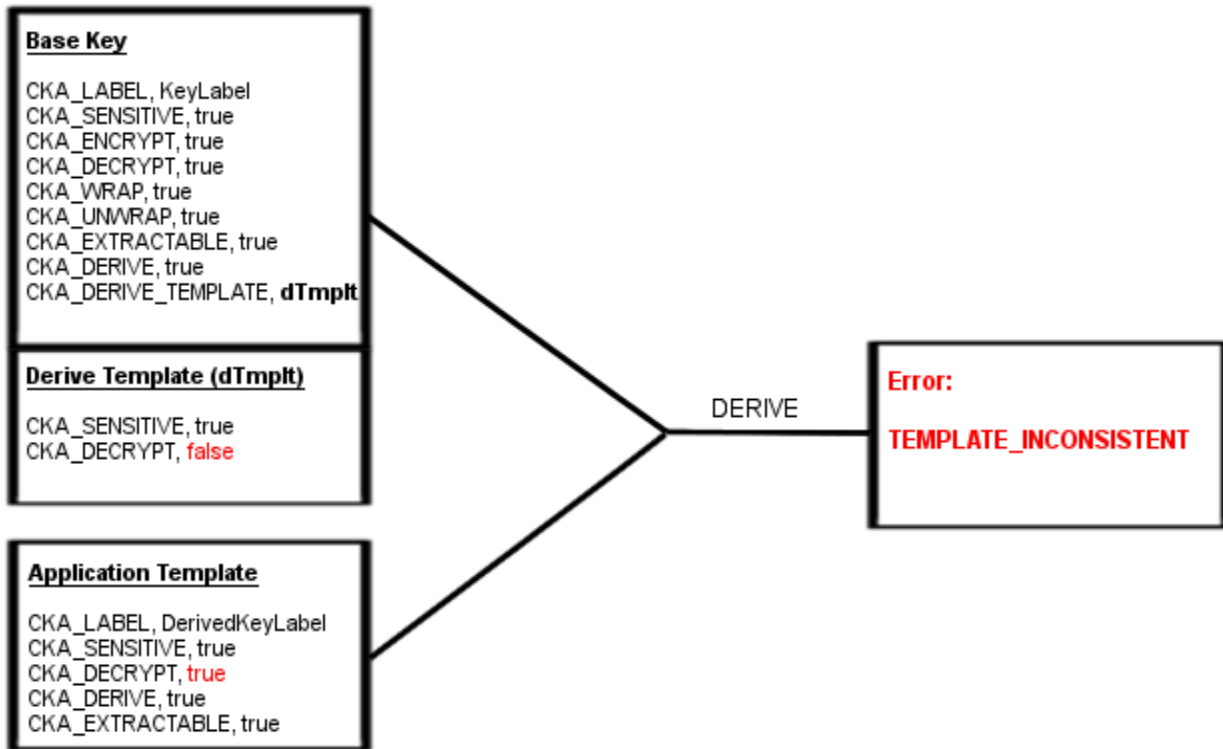 Base Key
CKA_LABEL, KeyLabel
CKA_SENSITIVE, true
CKA_ENCRYPT, true
CKA_DECRYPT, true
CKA_WRAP, true
CKA_UNWRAP, true
CKA_EXTRACTABLE, true
CKA_DERIVE, true
CKA_DERIVE_TEMPLATE, dTmplt
Derive Template (dTmplt)
CKA_SENSITIVE, true
CKA_DECRYPT, false
Application Template
CKA_LABEL, DerivedKeyLabel
CKA_SENSITIVE, true
CKA_DECRYPT, true
CKA_DERIVE, true
CKA_EXTRACTABLE, true
DERIVE
Error:
TEMPLATE_INCONSISTENT